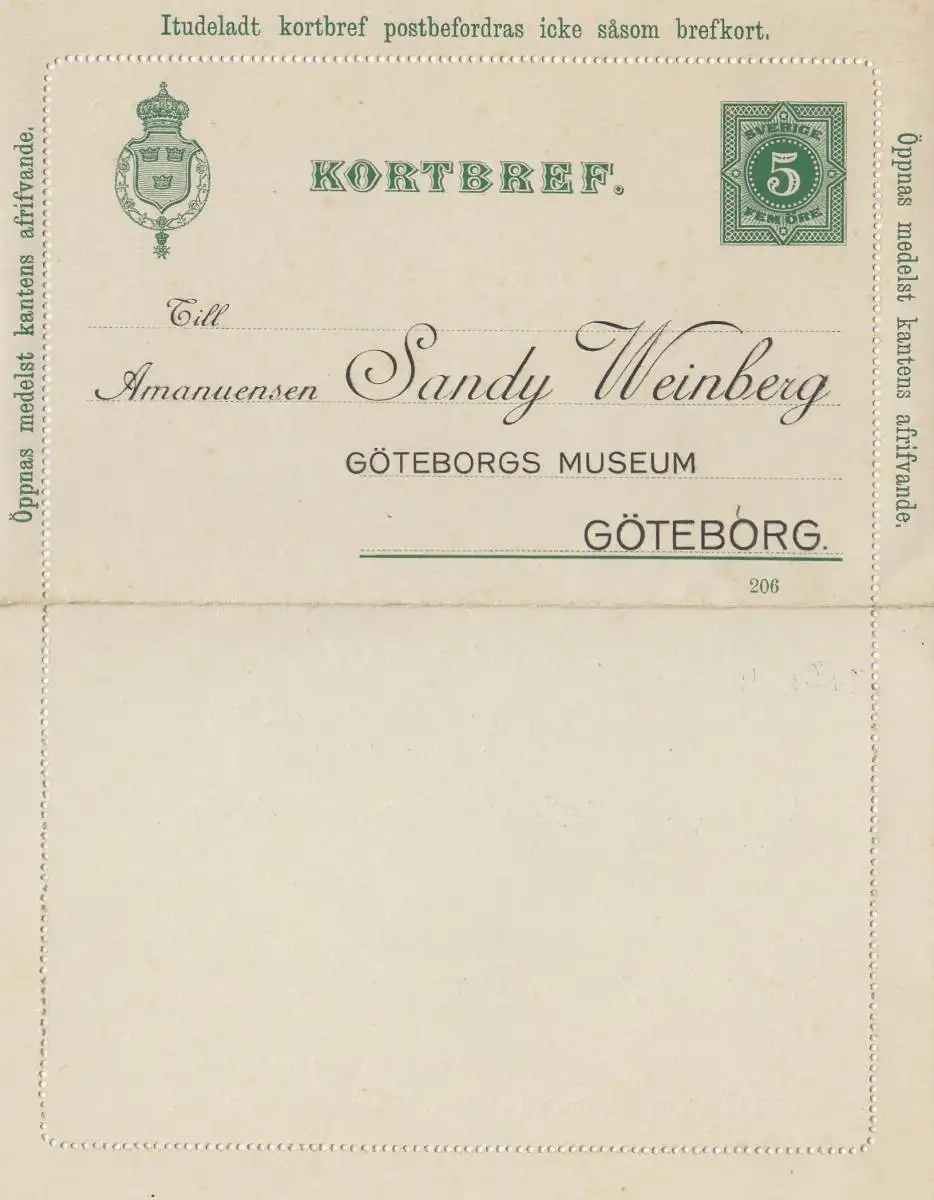 Itudeladt kortbref postbefordras icke såsom brefkort.
Öppnas medelst kantens afrifvande.
KORTBREF.
SVERIGE
5
FEM ÖRE
Öppnas medelst kantens afrifvande.
Till
Amanuensen Sandy Weinberg
GÖTEBORGS MUSEUM
GÖTEBORG.
206